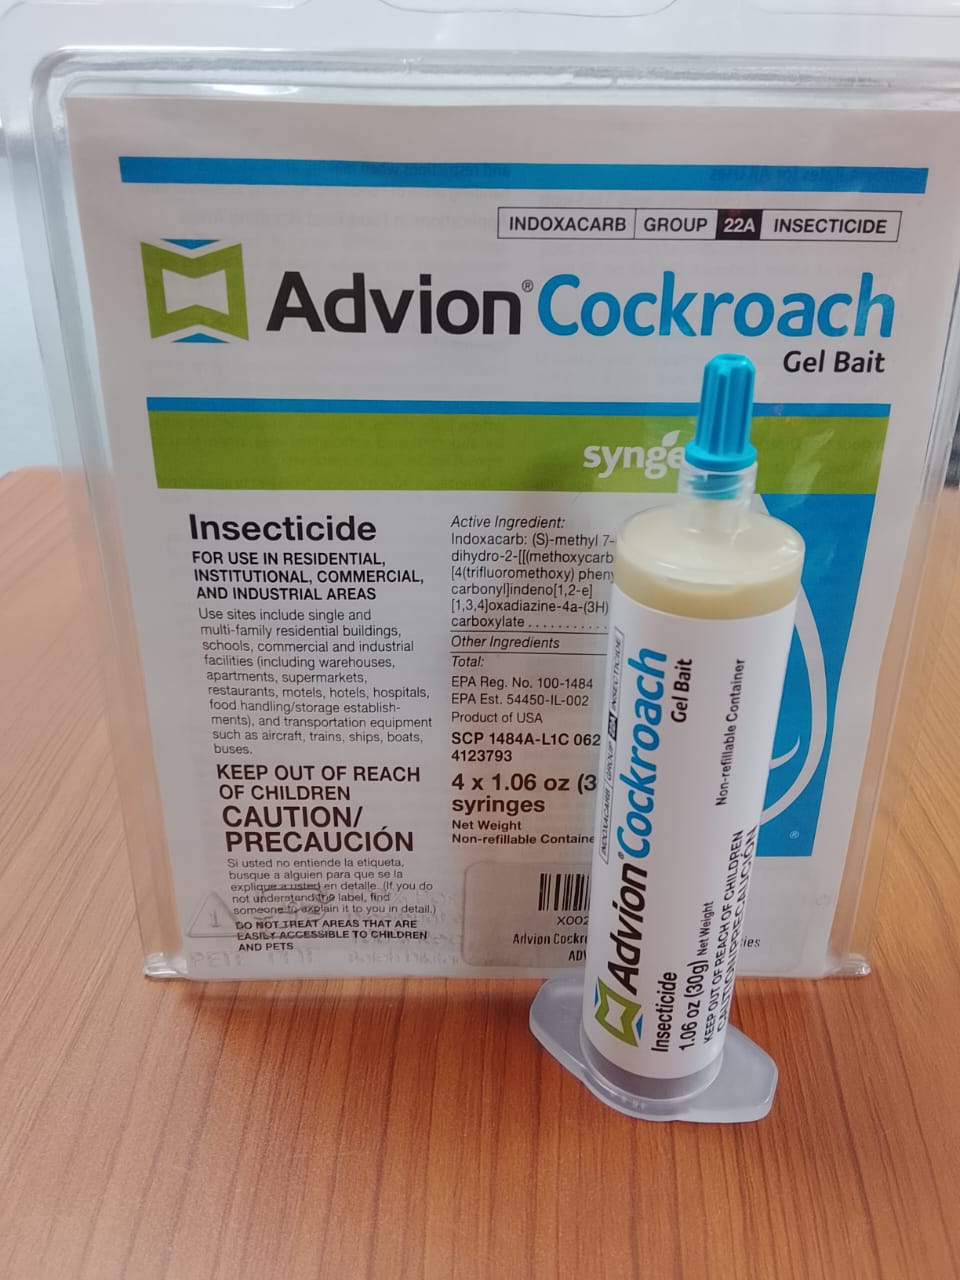 INDOXACARB GROUP 22A INSECTICIDE
Advion® Cockroach
Gel Bait
Insecticide
FOR USE IN RESIDENTIAL,
INSTITUTIONAL, COMMERCIAL,
AND INDUSTRIAL AREAS
Use sites include single and
multi-family residential buildings,
schools, commercial and industrial
facilities (including warehouses,
apartments, supermarkets,
restaurants, motels, hotels, hospitals,
food handling/storage establish-
ments), and transportation equipment
such as aircraft, trains, ships, boats,
buses.
KEEP OUT OF REACH
OF CHILDREN
CAUTION/
PRECAUCIÓN
Si usted no entiende la etiqueta,
busque a alguien para que se la
explique a usted en detalle. (If you do
not understand the label, find
someone to explain it to you in detail.)
DO NOT TREAT AREAS THAT ARE
EASILY ACCESSIBLE TO CHILDREN
AND PETS
Active Ingredient:
Indoxacarb: (S)-methyl 7-
dihydro-2-[[(methoxycarb
[4(trifluoromethoxy) pheny
carbonyl]indeno[1,2-e]
[1,3,4]oxadiazine-4a-(3H)
carboxylate
Other Ingredients
Total:
EPA Reg. No. 100-1484
EPA Est. 54450-IL-002
Product of USA
SCP 1484A-L1C 062
4123793
4 x 1.06 oz (3
syringes
Net Weight
Non-refillable Containe
X002
Advion Cockr
ADV
INDOXACARB GROUP 22A INSECTICIDE
Advion® Cockroach
Gel Bait
Insecticide
Non-refillable Container
1.06 oz (30g) Net Weight
KEEP OUT OF REACH OF CHILDREN
CAUTION/PRECAUCIÓN